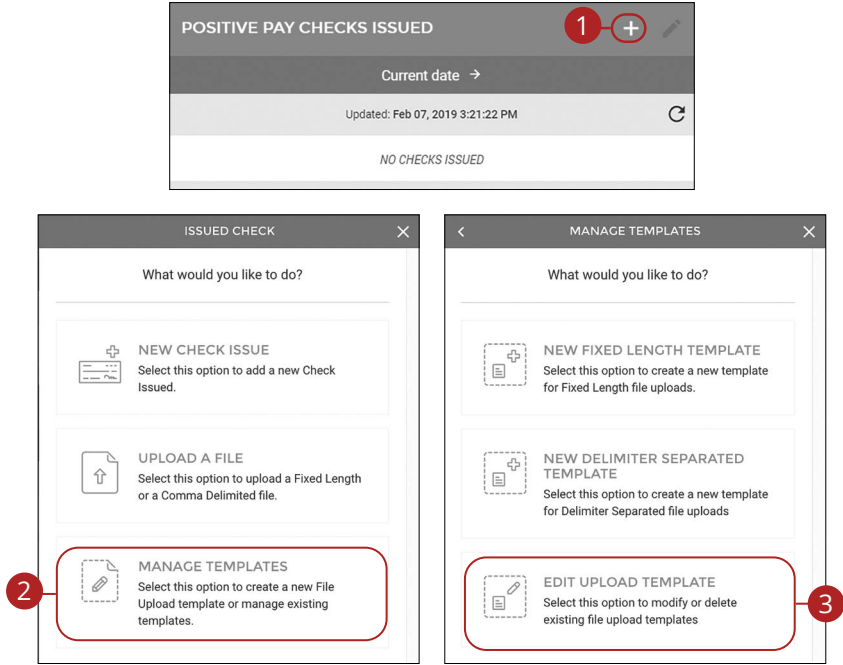 POSITIVE PAY CHECKS ISSUED
1
Current date →
Updated: Feb 07, 2019 3:21:22 PM
NO CHECKS ISSUED
ISSUED CHECK
What would you like to do?
NEW CHECK ISSUE
Select this option to add a new Check
Issued.
UPLOAD A FILE
Select this option to upload a Fixed Length
or a Comma Delimited file.
2
MANAGE TEMPLATES
Select this option to create a new File
Upload template or manage existing
templates.
MANAGE TEMPLATES
What would you like to do?
NEW FIXED LENGTH TEMPLATE
Select this option to create a new template
for Fixed Length file uploads.
NEW DELIMITER SEPARATED
TEMPLATE
Select this option to create a new template
for Delimiter Separated file uploads
EDIT UPLOAD TEMPLATE
Select this option to modify or delete
existing file upload templates
3